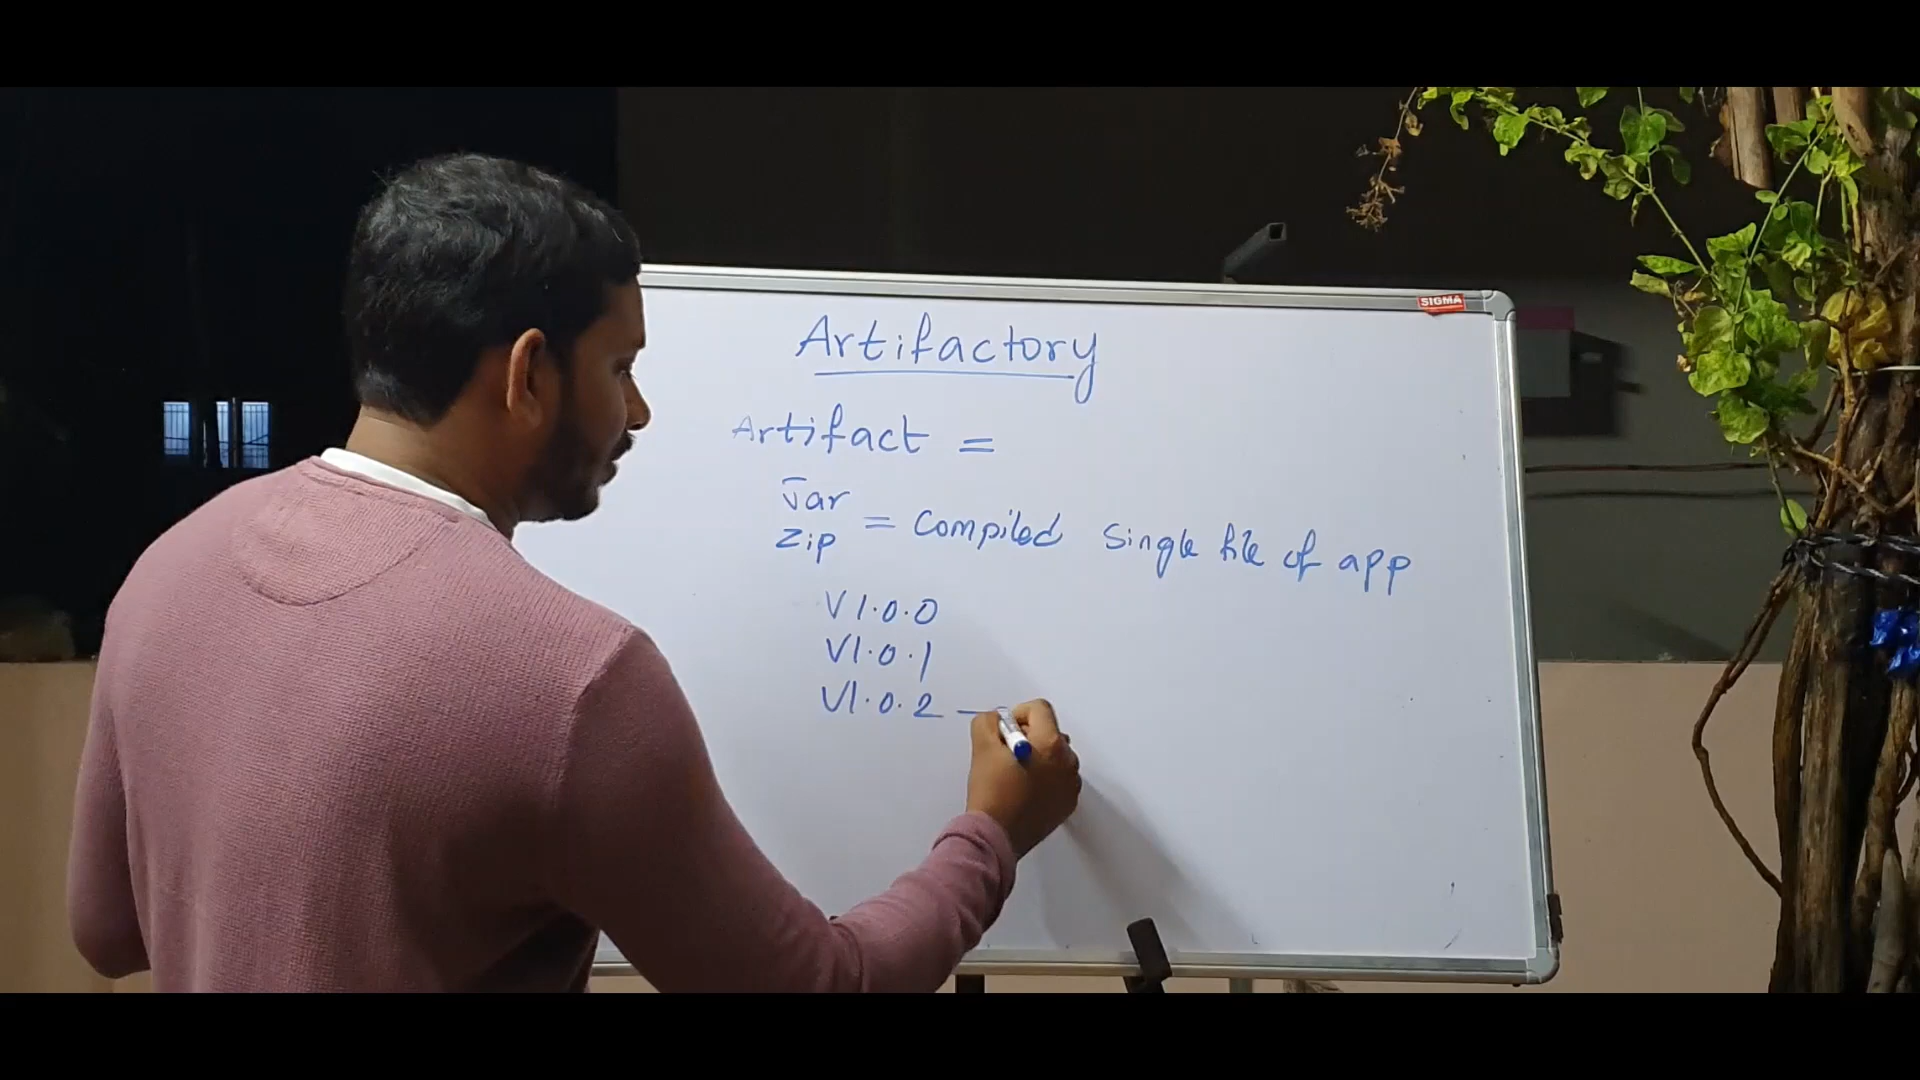 SIGMA
Artifactory
Artifact =
Jar
Zip = Compiled Single file of app
V1.0.0
V1.0.1
V1.0.2 —